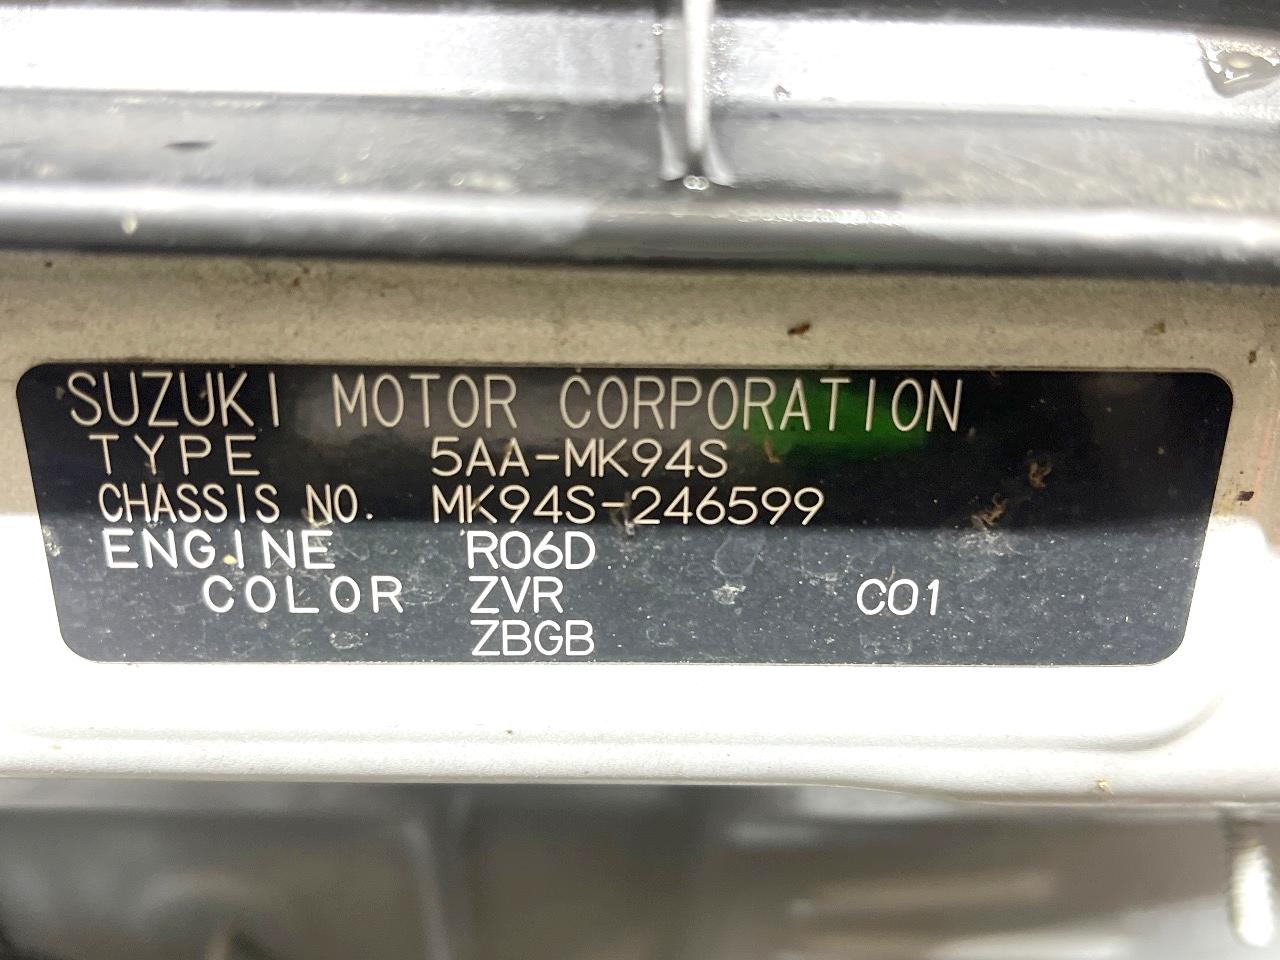 SUZUKI MOTOR CORPORATION
TYPE 5AA-MK94S
CHASSIS NO. MK94S-246599
ENGINE R06D
COLOR ZVR C01
ZBGB